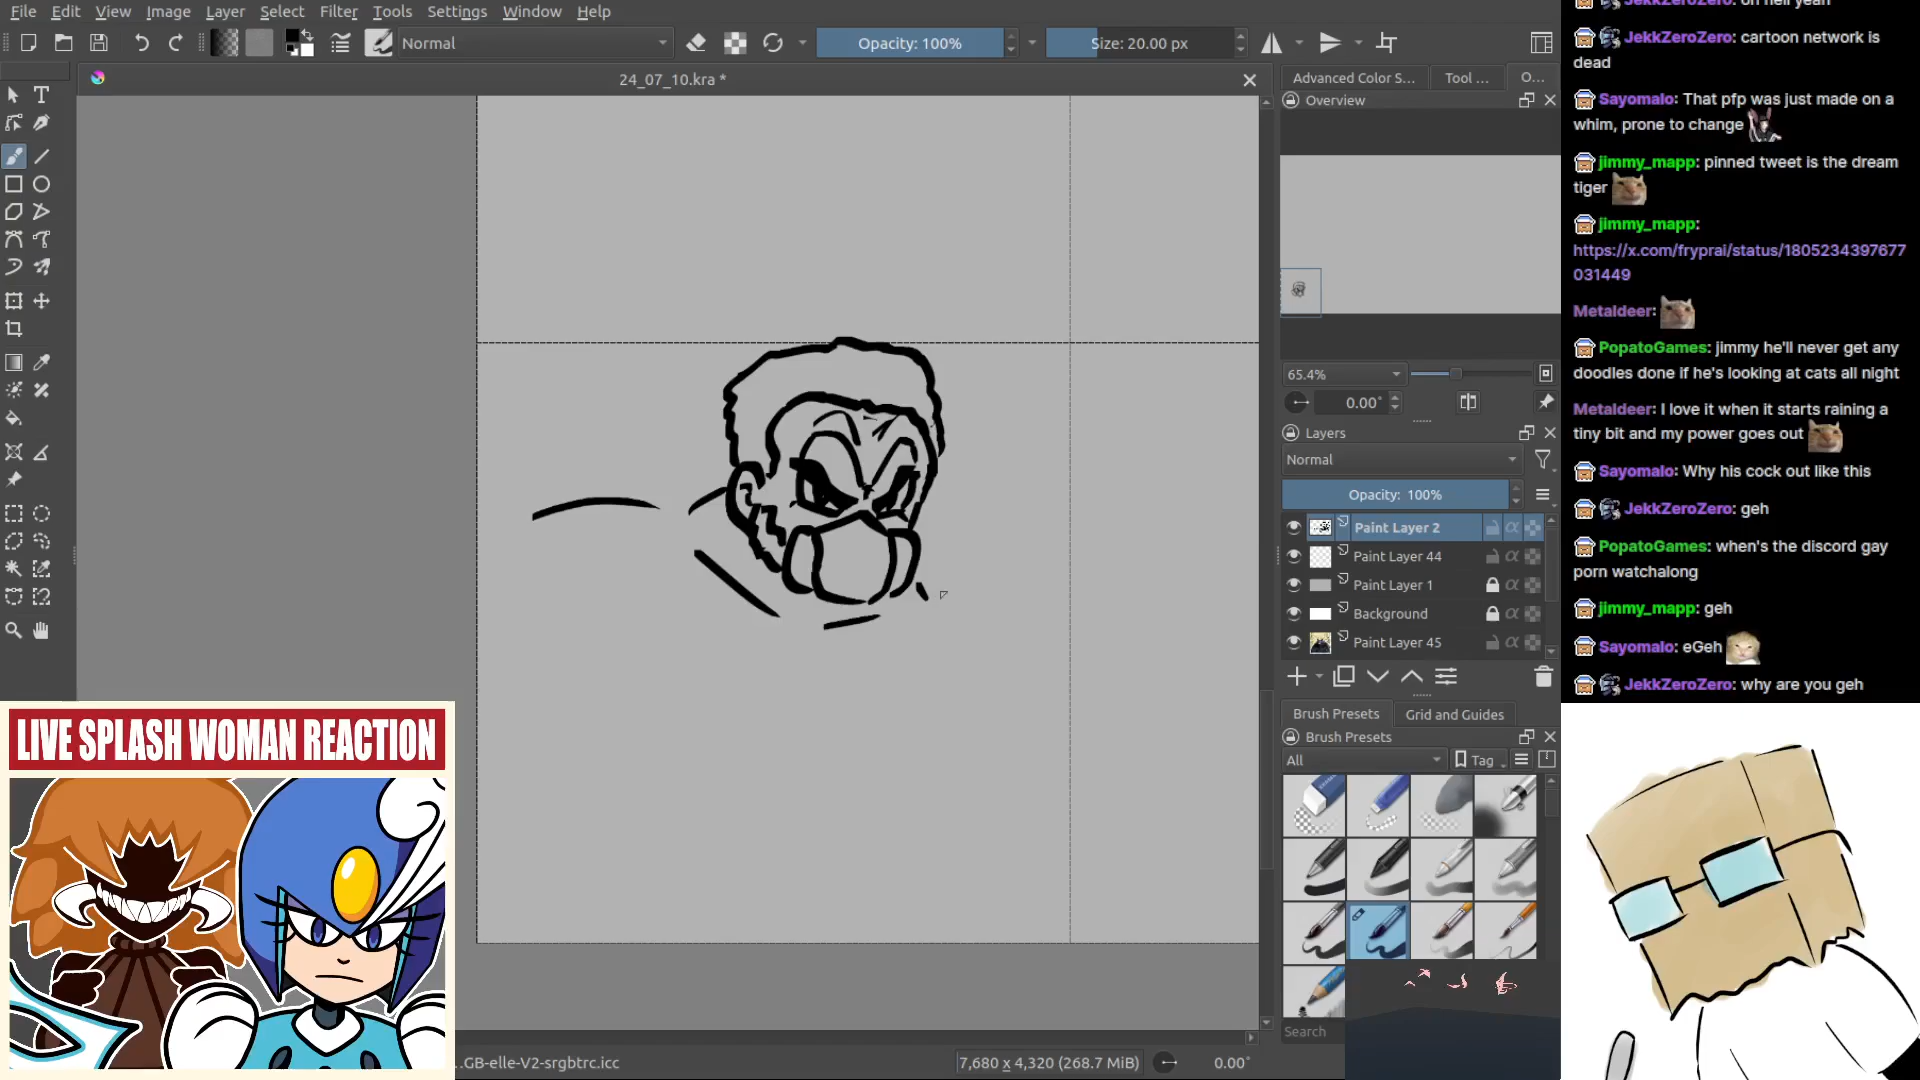 File Edit View Image Layer Select Filter Tools Settings Window Help
Normal
Opacity: 100%
Size: 20.00 px
24_07_10.kra *
Advanced Color S...
Tool ...
O...
Overview
65.4%
0.00°
Layers
Normal
Opacity: 100%
Paint Layer 2
Paint Layer 44
Paint Layer 1
Background
Paint Layer 45
Brush Presets
Grid and Guides
Brush Presets
All
Tag
Search
...GB-elle-V2-srgbtrc.icc
7,680 x 4,320 (268.7 MiB)
0.00°
LIVE SPLASH WOMAN REACTION
JekkZeroZero: oh hell yeah
JekkZeroZero: cartoon network is
dead
Sayomalo: That pfp was just made on a
whim, prone to change
jimmy_mapp: pinned tweet is the dream
tiger
jimmy_mapp:
https://x.com/fryprai/status/1805234397677
031449
Metaldeer:
PopatoGames: jimmy he'll never get any
doodles done if he's looking at cats all night
Metaldeer: I love it when it starts raining a
tiny bit and my power goes out
Sayomalo: Why his cock out like this
JekkZeroZero: geh
PopatoGames: when's the discord gay
porn watchalong
jimmy_mapp: geh
Sayomalo: eGeh
JekkZeroZero: why are you geh